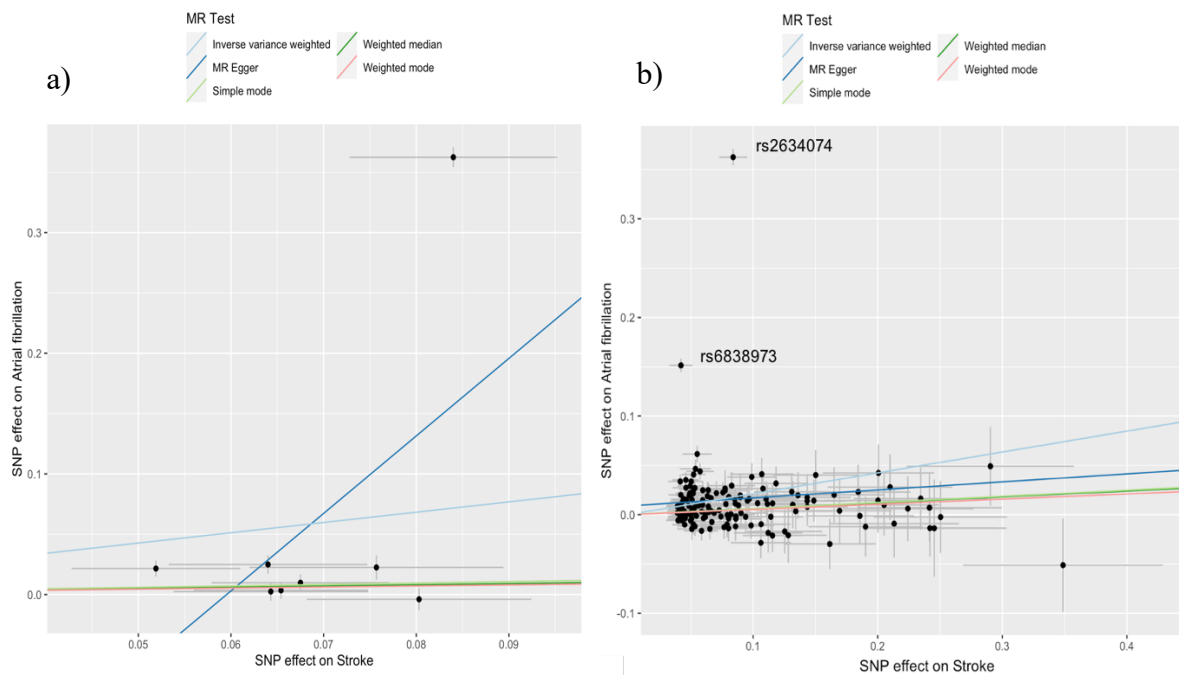 a)
MR Test
Inverse variance weighted
Weighted median
MR Egger
Weighted mode
Simple mode
SNP effect on Atrial fibrillation
0.3
0.2
0.1
0.0
0.05
0.06
0.07
0.08
0.09
SNP effect on Stroke
b)
MR Test
Inverse variance weighted
Weighted median
MR Egger
Weighted mode
Simple mode
rs2634074
rs6838973
SNP effect on Atrial fibrillation
0.3
0.2
0.1
0.0
-0.1
0.1
0.2
0.3
0.4
SNP effect on Stroke